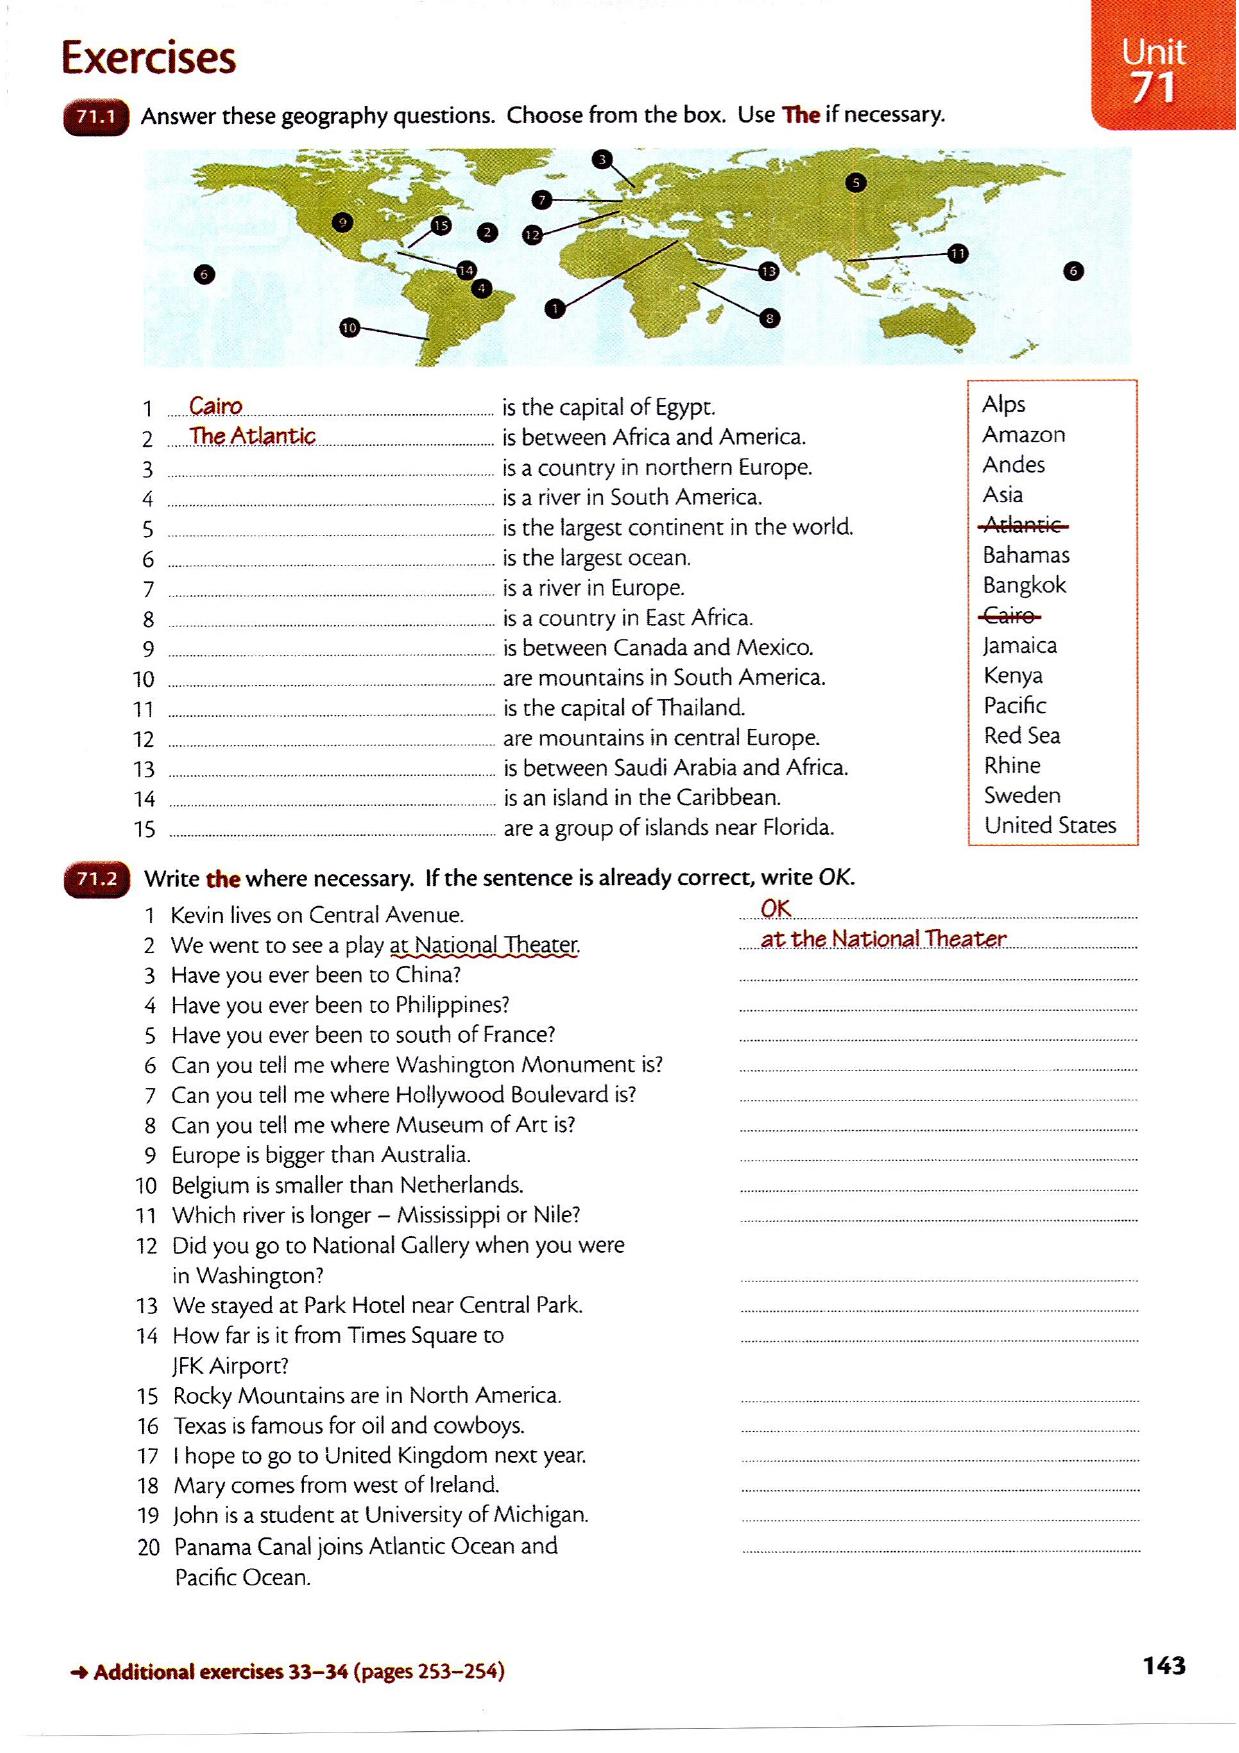 Exercises
Unit
71
71.1 Answer these geography questions. Choose from the box. Use The if necessary.
3
5
7
9
15
2
12
11
6
14
13
6
4
1
8
10
1 Cairo is the capital of Egypt.
2 The Atlantic is between Africa and America.
3 is a country in northern Europe.
4 is a river in South America.
5 is the largest continent in the world.
6 is the largest ocean.
7 is a river in Europe.
8 is a country in East Africa.
9 is between Canada and Mexico.
10 are mountains in South America.
11 is the capital of Thailand.
12 are mountains in central Europe.
13 is between Saudi Arabia and Africa.
14 is an island in the Caribbean.
15 are a group of islands near Florida.
Alps
Amazon
Andes
Asia
Atlantic
Bahamas
Bangkok
Cairo
Jamaica
Kenya
Pacific
Red Sea
Rhine
Sweden
United States
71.2 Write the where necessary. If the sentence is already correct, write OK.
1 Kevin lives on Central Avenue. OK
2 We went to see a play at National Theater. at the National Theater
3 Have you ever been to China?
4 Have you ever been to Philippines?
5 Have you ever been to south of France?
6 Can you tell me where Washington Monument is?
7 Can you tell me where Hollywood Boulevard is?
8 Can you tell me where Museum of Art is?
9 Europe is bigger than Australia.
10 Belgium is smaller than Netherlands.
11 Which river is longer – Mississippi or Nile?
12 Did you go to National Gallery when you were
in Washington?
13 We stayed at Park Hotel near Central Park.
14 How far is it from Times Square to
JFK Airport?
15 Rocky Mountains are in North America.
16 Texas is famous for oil and cowboys.
17 I hope to go to United Kingdom next year.
18 Mary comes from west of Ireland.
19 John is a student at University of Michigan.
20 Panama Canal joins Atlantic Ocean and
Pacific Ocean.
→ Additional exercises 33–34 (pages 253–254)
143